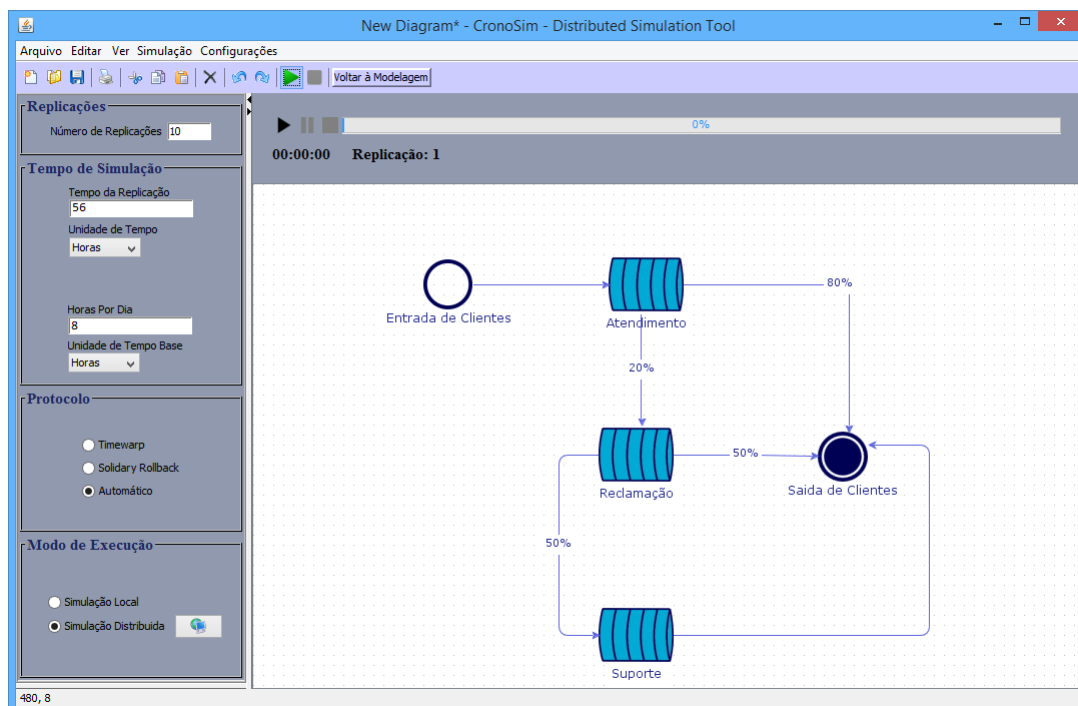 New Diagram* - CronoSim - Distributed Simulation Tool
Arquivo Editar Ver Simulação Configurações
Voltar à Modelagem
Replicações
Número de Replicações 10
Tempo de Simulação
Tempo da Replicação
56
Unidade de Tempo
Horas
Horas Por Dia
8
Unidade de Tempo Base
Horas
Protocolo
Timewarp
Solidary Rollback
Automático
Modo de Execução
Simulação Local
Simulação Distribuida
0%
00:00:00 Replicação: 1
Entrada de Clientes
Atendimento
80%
20%
Reclamação
50%
Saida de Clientes
50%
Suporte
480, 8